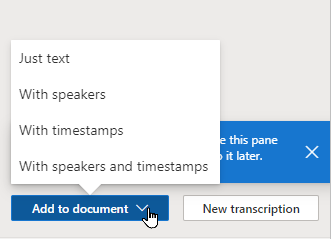 Just text
With speakers
With timestamps
With speakers and timestamps
this pane
it later.
Add to document
New transcription